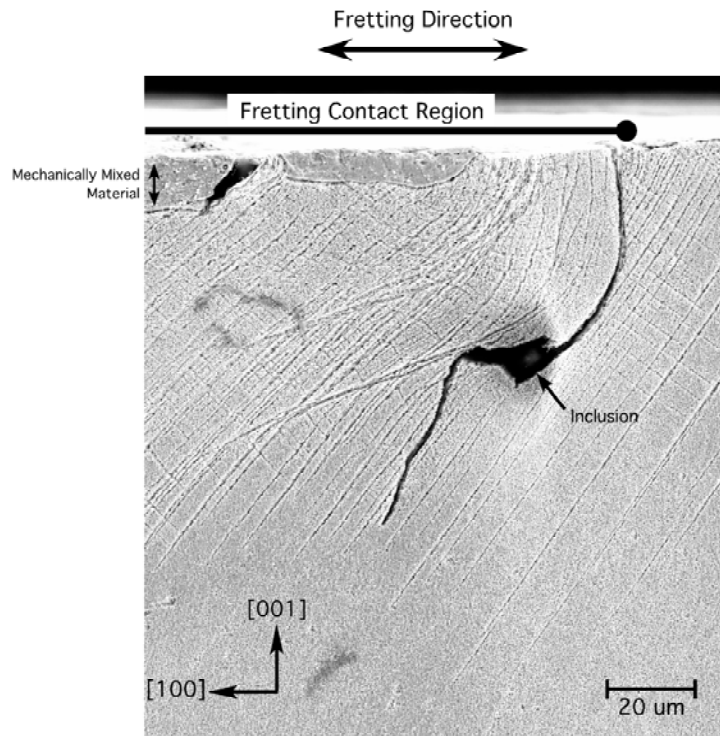 Fretting Direction
Fretting Contact Region
Mechanically Mixed
Material
Inclusion
[001]
[100]
20 um